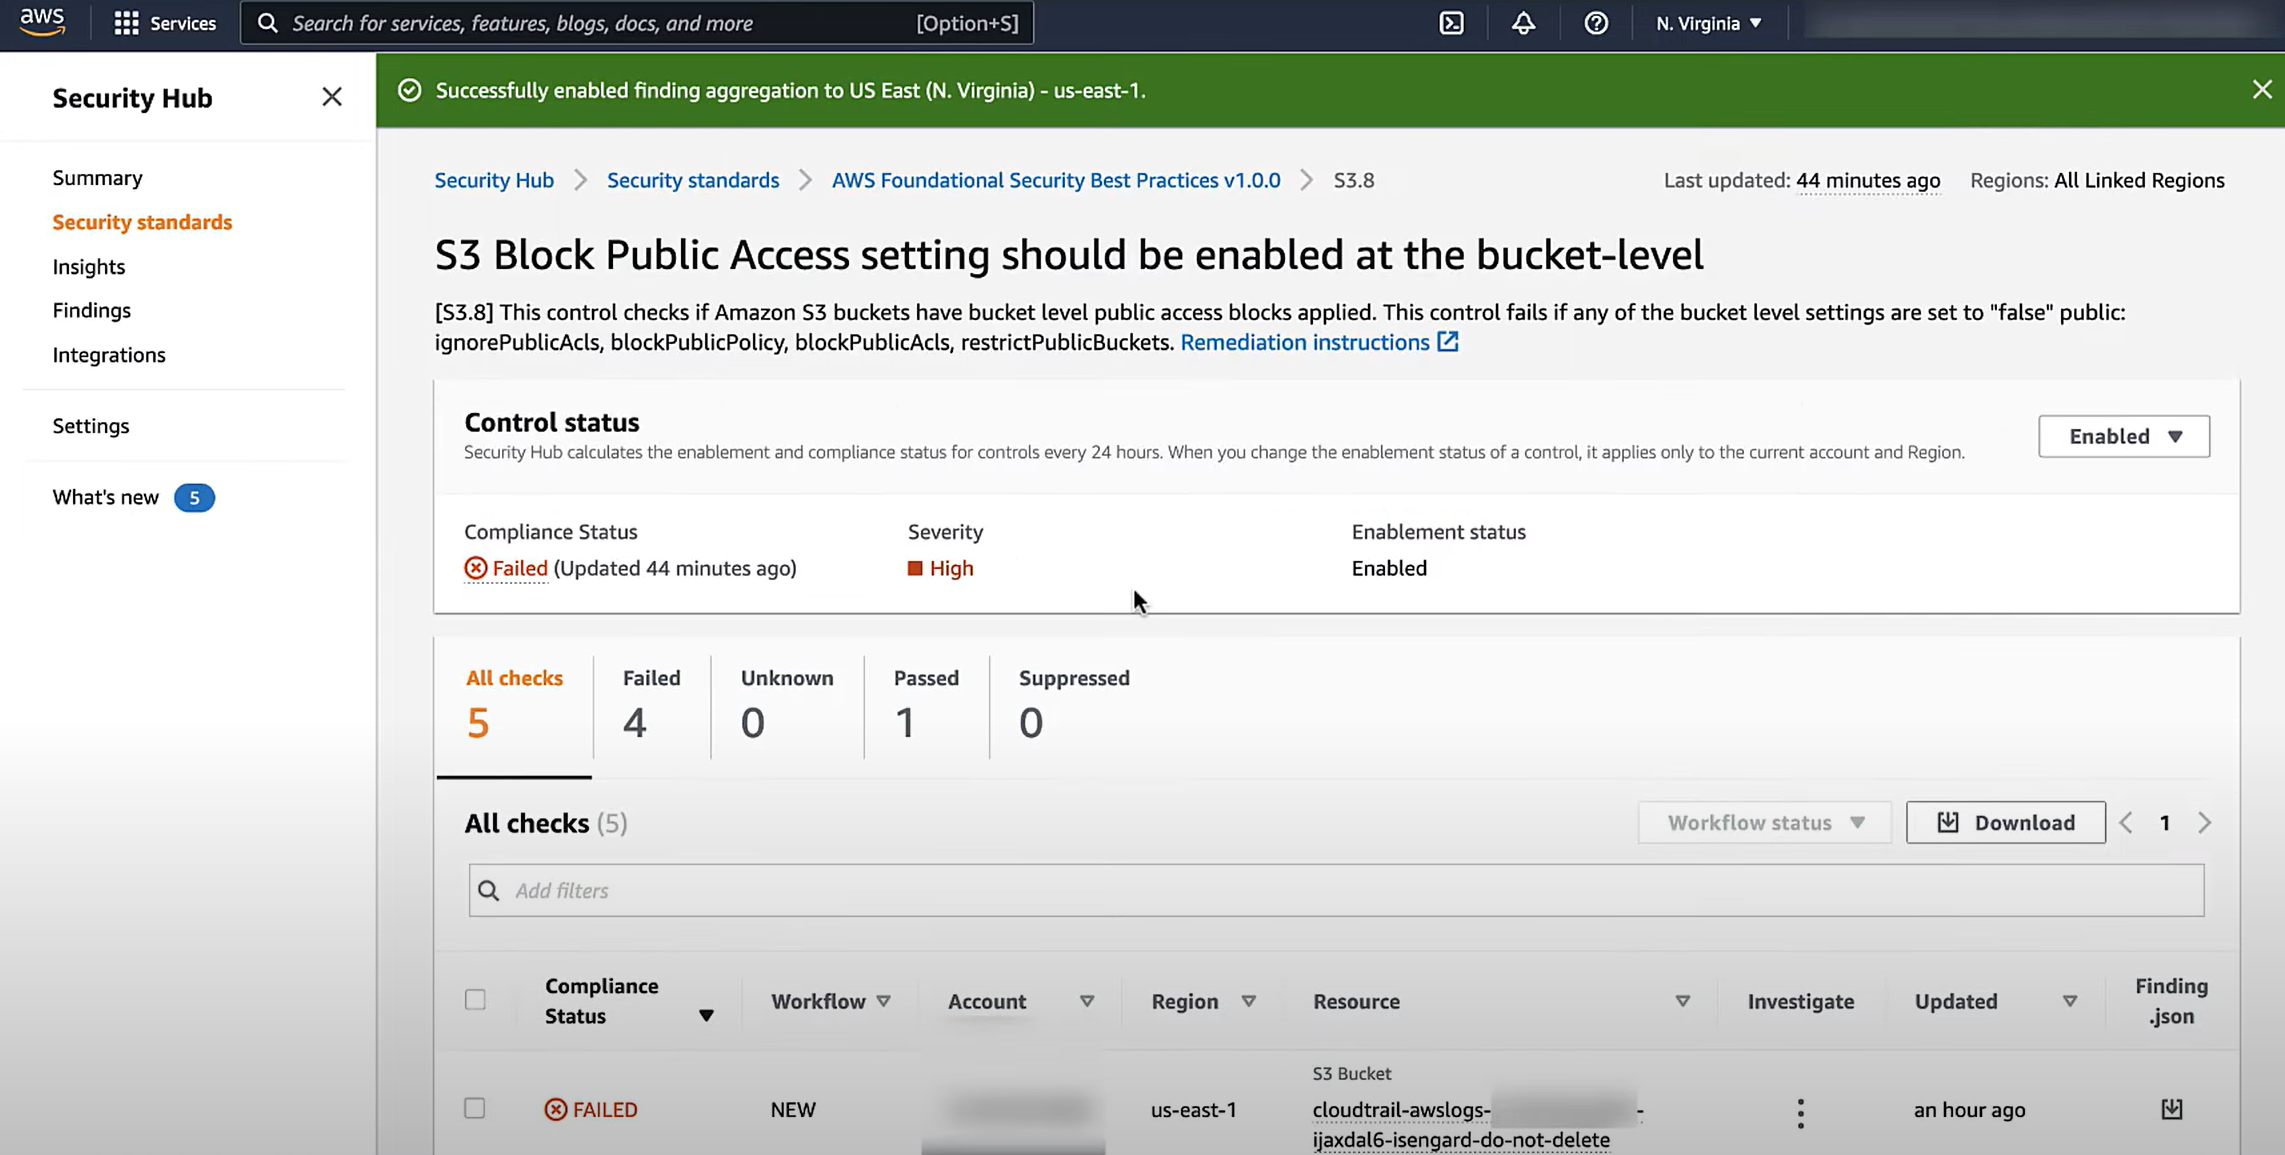 aws
Services
Search for services, features, blogs, docs, and more
[Option+S]
N. Virginia
Security Hub
Successfully enabled finding aggregation to US East (N. Virginia) - us-east-1.
Summary
Security standards
Insights
Findings
Integrations
Settings
What's new 5
Security Hub > Security standards > AWS Foundational Security Best Practices v1.0.0 > S3.8
Last updated: 44 minutes ago Regions: All Linked Regions
S3 Block Public Access setting should be enabled at the bucket-level
[S3.8] This control checks if Amazon S3 buckets have bucket level public access blocks applied. This control fails if any of the bucket level settings are set to "false" public:
ignorePublicAcls, blockPublicPolicy, blockPublicAcls, restrictPublicBuckets. Remediation instructions
Control status
Security Hub calculates the enablement and compliance status for controls every 24 hours. When you change the enablement status of a control, it applies only to the current account and Region.
Enabled
Compliance Status
Failed (Updated 44 minutes ago)
Severity
High
Enablement status
Enabled
All checks
5
Failed
4
Unknown
0
Passed
1
Suppressed
0
All checks (5)
Workflow status
Download
1
Add filters
Compliance
Status
Workflow
Account
Region
Resource
Investigate
Updated
Finding
.json
FAILED
NEW
us-east-1
S3 Bucket
cloudtrail-awslogs- -
ijaxdal6-isengard-do-not-delete
an hour ago